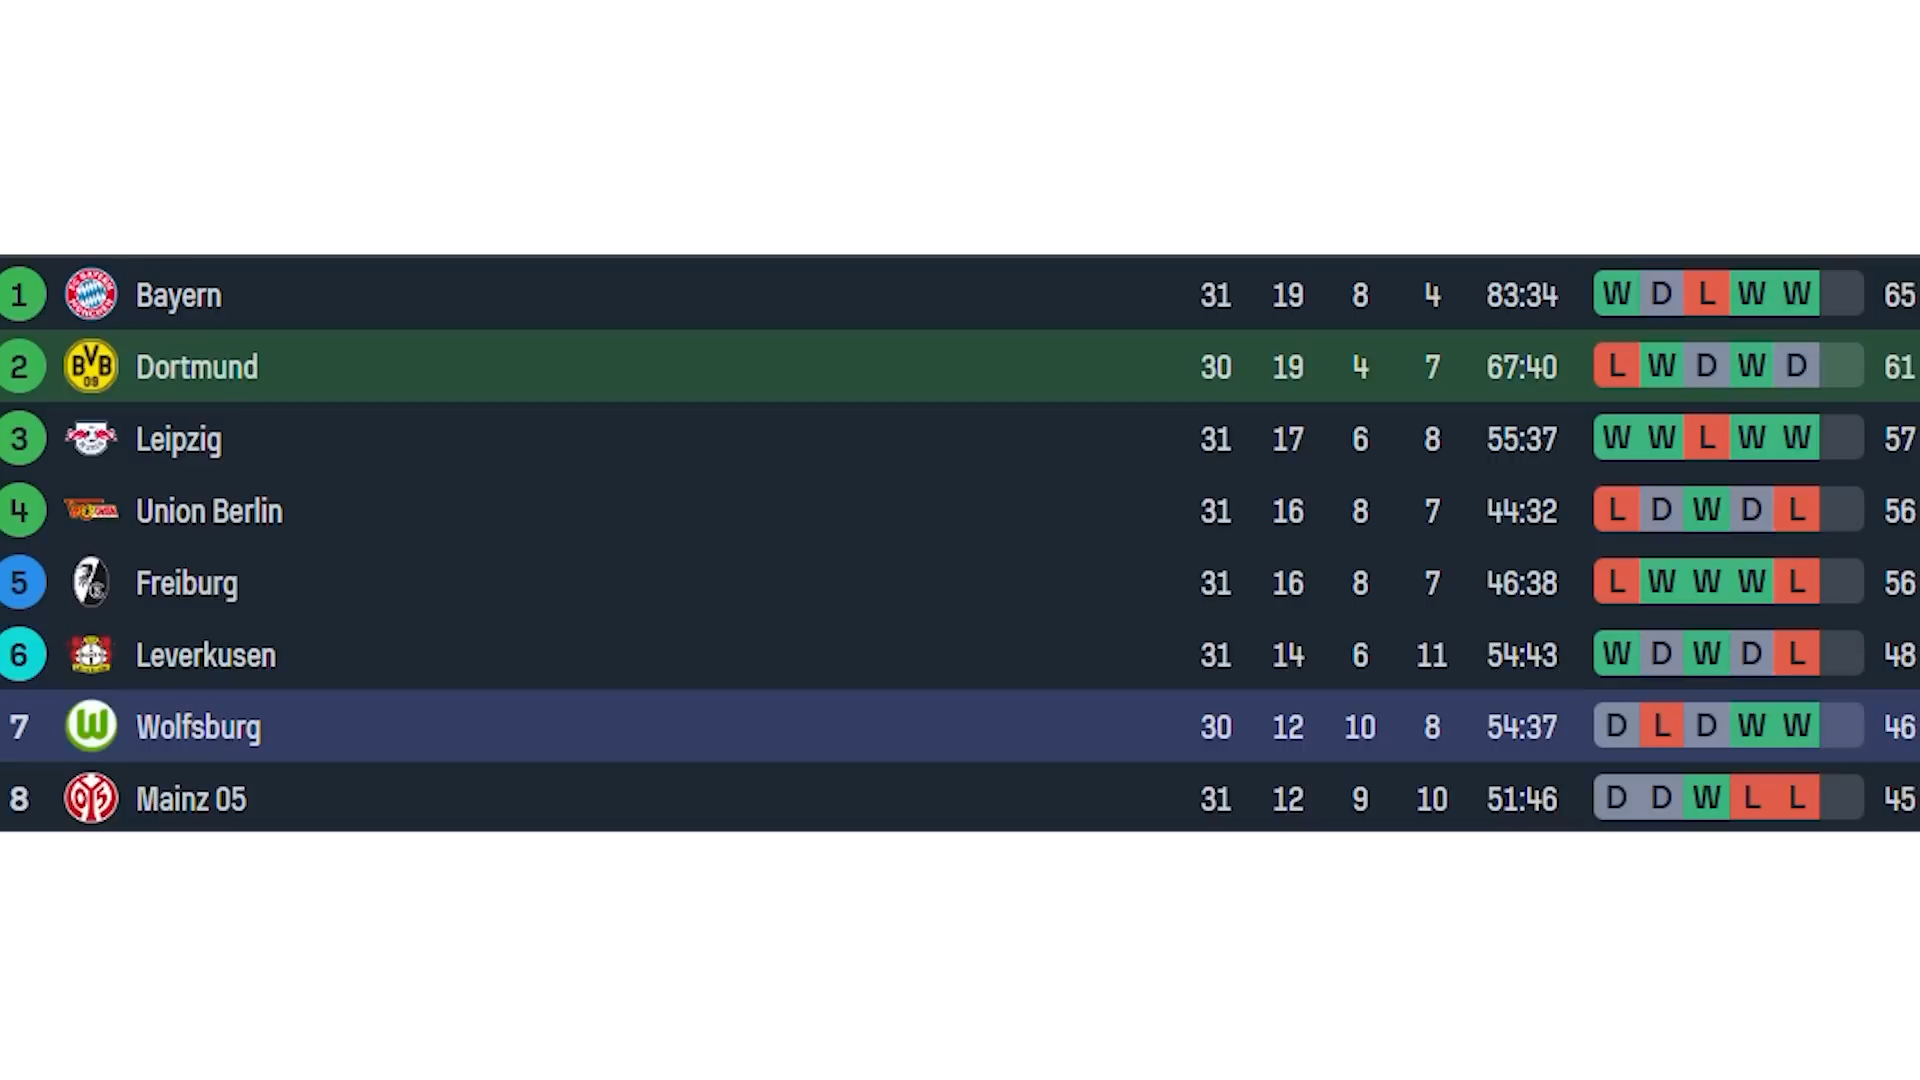 1 Bayern 31 19 8 4 83:34 W D L W W 65
2 BVB 09 Dortmund 30 19 4 7 67:40 L W D W D 61
3 Leipzig 31 17 6 8 55:37 W W L W W 57
4 Union Berlin 31 16 8 7 44:32 L D W D L 56
5 Freiburg 31 16 8 7 46:38 L W W W L 56
6 Leverkusen 31 14 6 11 54:43 W D W D L 48
7 W Wolfsburg 30 12 10 8 54:37 D L D W W 46
8 Mainz 05 31 12 9 10 51:46 D D W L L 45